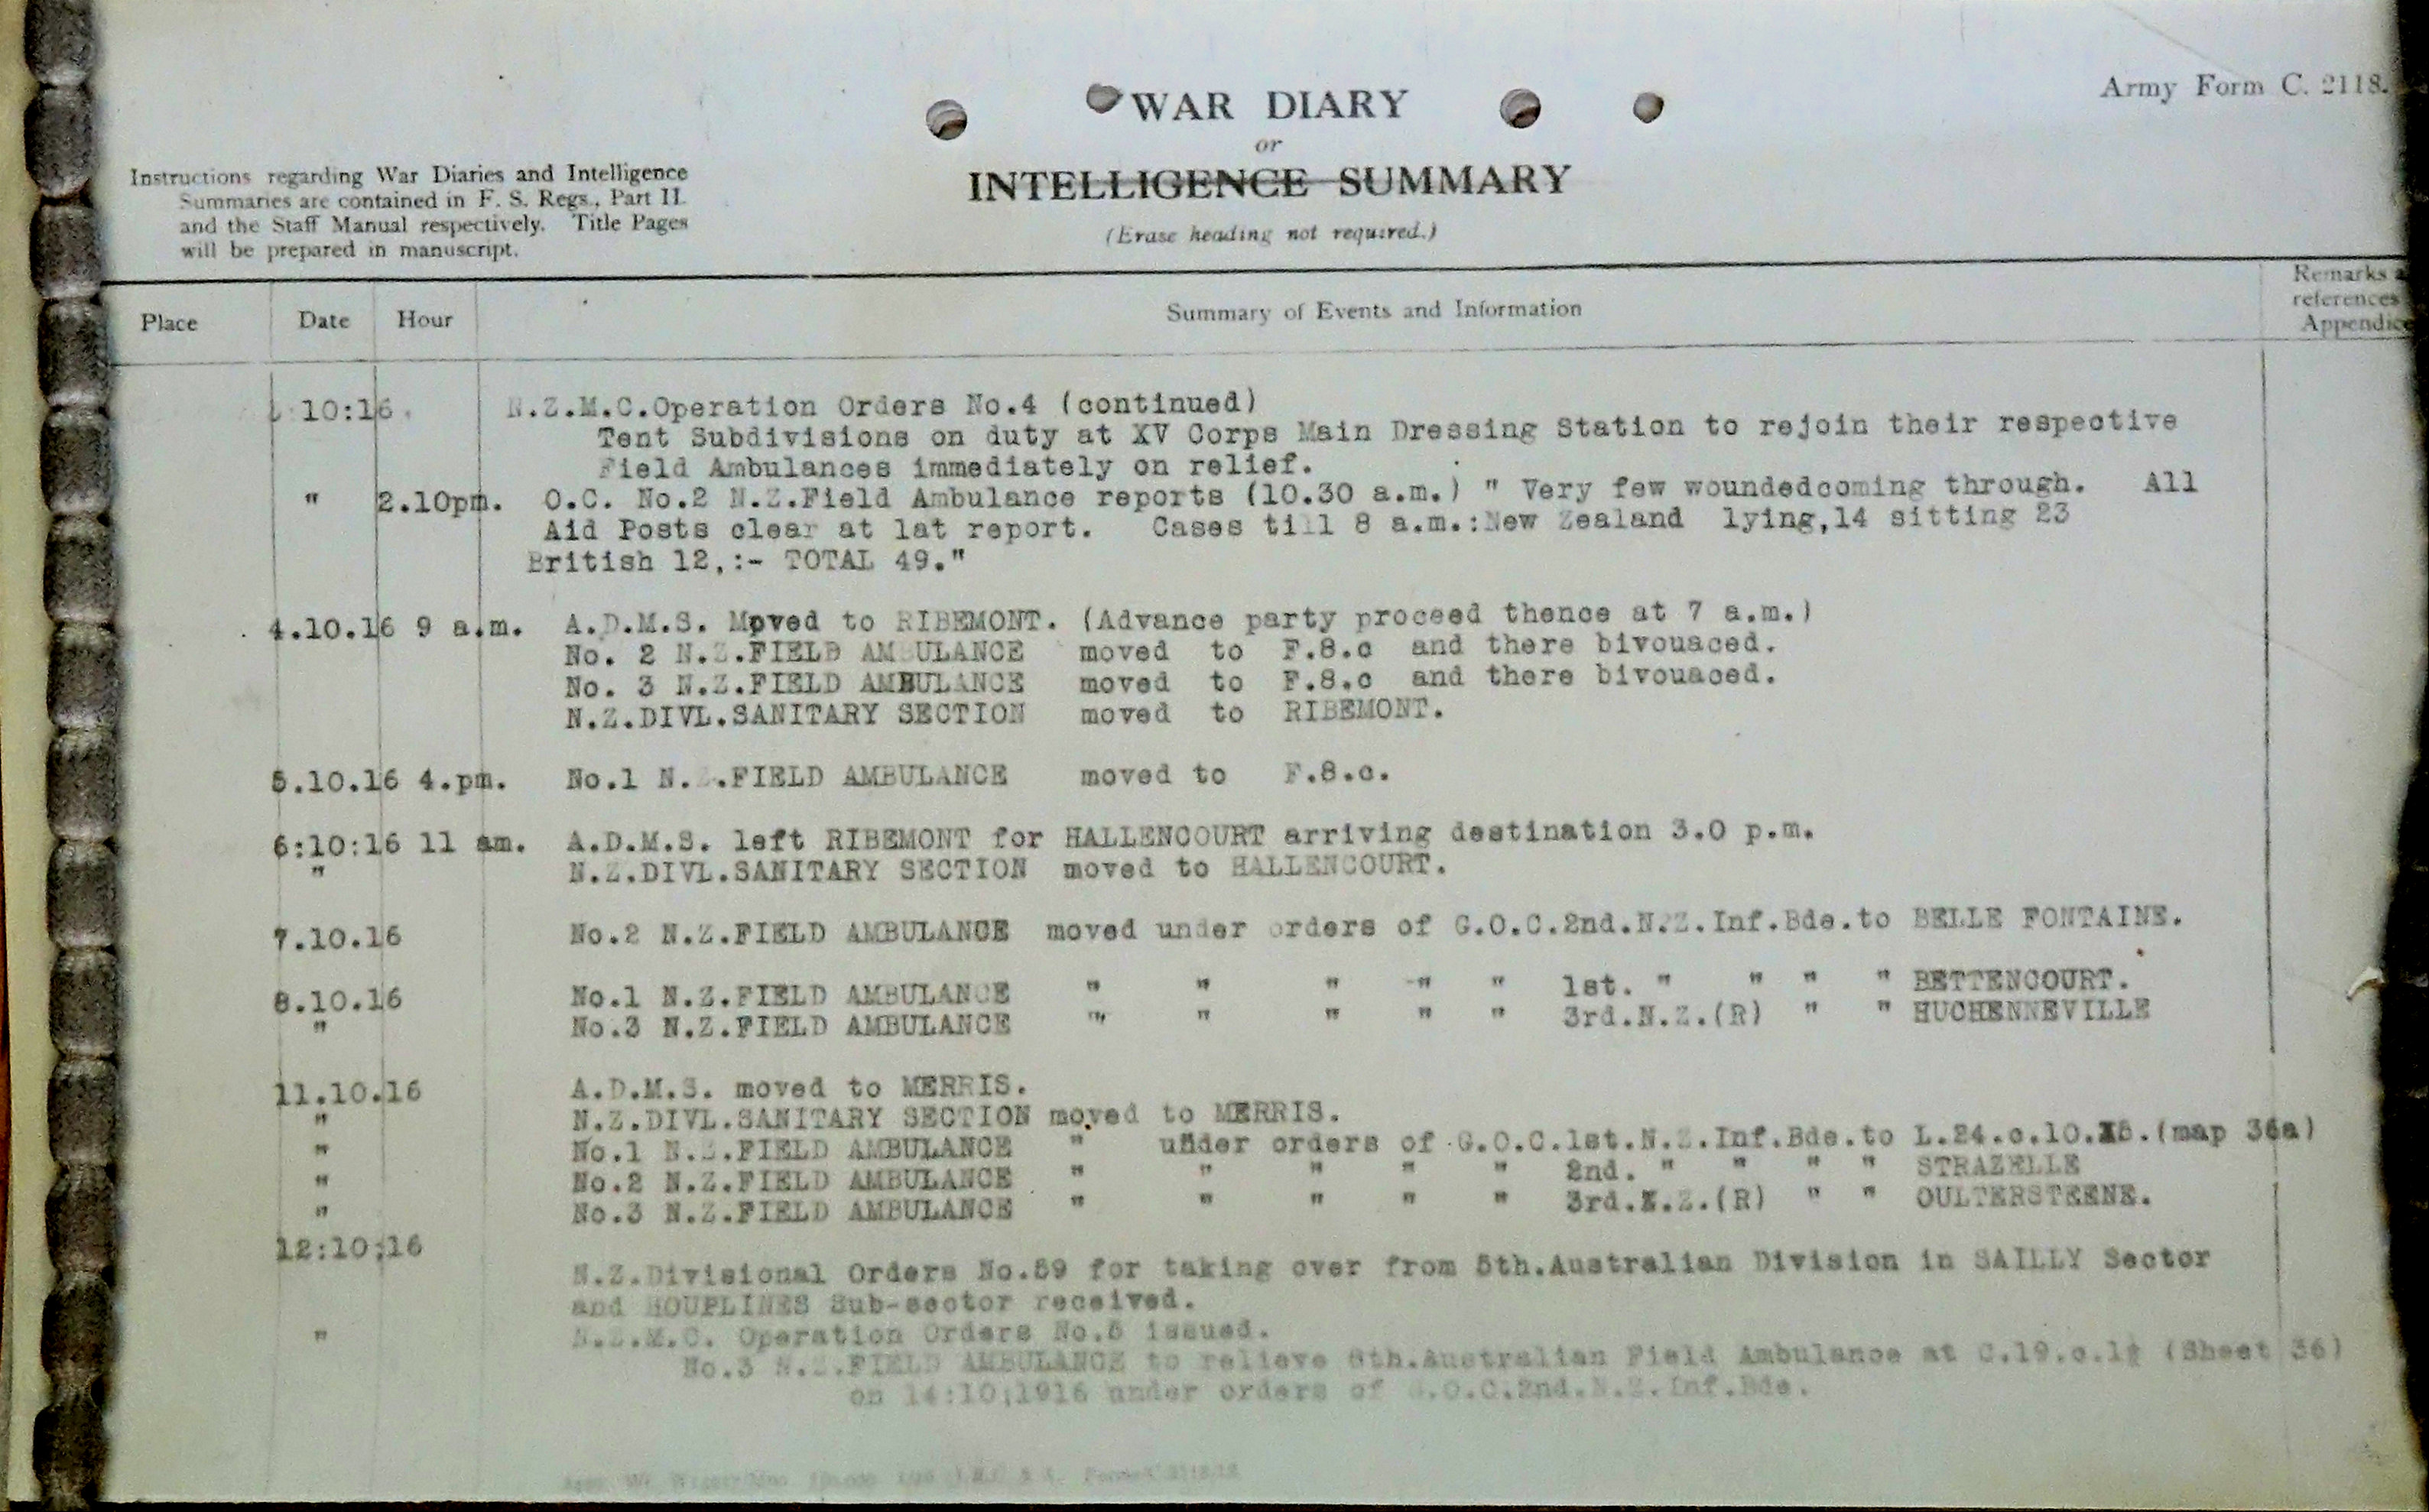 Army Form C. 2118.
WAR DIARY
or
INTELLIGENCE SUMMARY
(Erase heading not required.)
Instructions regarding War Diaries and Intelligence
Summaries are contained in F. S. Regs., Part II.
and the Staff Manual respectively. Title Pages
will be prepared in manuscript.
Place Date Hour Summary of Events and Information Remarks
references
Appendic
10:16. N.Z.M.C.Operation Orders No.4 (continued)
Tent Subdivisions on duty at XV Corps Main Dressing Station to rejoin their respective
Field Ambulances immediately on relief.
" 2.10pm. O.C. No.2 N.Z.Field Ambulance reports (10.30 a.m.) " Very few woundedcoming through. All
Aid Posts clear at lat report. Cases till 8 a.m.:New Zealand lying,14 sitting 23
British 12,:- TOTAL 49."
4.10.16 9 a.m. A.D.M.S. Moved to RIBEMONT. (Advance party proceed thence at 7 a.m.)
No. 2 N.Z.FIELD AMBULANCE moved to F.8.c and there bivouaced.
No. 3 N.Z.FIELD AMBULANCE moved to F.8.c and there bivouaced.
N.Z.DIVL.SANITARY SECTION moved to RIBEMONT.
5.10.16 4.pm. No.1 N.Z.FIELD AMBULANCE moved to F.8.c.
6:10:16 11 am. A.D.M.S. left RIBEMONT for HALLENCOURT arriving destination 3.0 p.m.
" N.Z.DIVL.SANITARY SECTION moved to HALLENCOURT.
7.10.16 No.2 N.Z.FIELD AMBULANCE moved under orders of G.O.C.2nd.N.Z.Inf.Bde.to BELLE FONTAINE.
8.10.16 No.1 N.Z.FIELD AMBULANCE " " " " " 1st. " " " " BETTENCOURT.
" No.3 N.Z.FIELD AMBULANCE " " " " " 3rd.N.Z.(R) " " HUCHENNEVILLE
11.10.16 A.D.M.S. moved to MERRIS.
" N.Z.DIVL.SANITARY SECTION moved to MERRIS.
" No.1 N.Z.FIELD AMBULANCE " under orders of G.O.C.1st.N.Z.Inf.Bde.to (map 36a)
" No.2 N.Z.FIELD AMBULANCE " " " " " 2nd. " " " " STRAZELLE
" No.3 N.Z.FIELD AMBULANCE " " " " " 3rd.N.Z.(R) " " OULTERSTEENE.
12:10:16
N.Z.Divisional Orders No.59 for taking over from 5th.Australian Division in SAILLY Sector
and HOUPLINES Sub-sector received.
" N.Z.M.C. Operation Orders No.5 issued.
No.3 N.Z.FIELD AMBULANCE to relieve 8th.Australian Field Ambulance at (Sheet 36)
on 14:10:1916 under orders of G.O.C.2nd.N.Z.Inf.Bde.